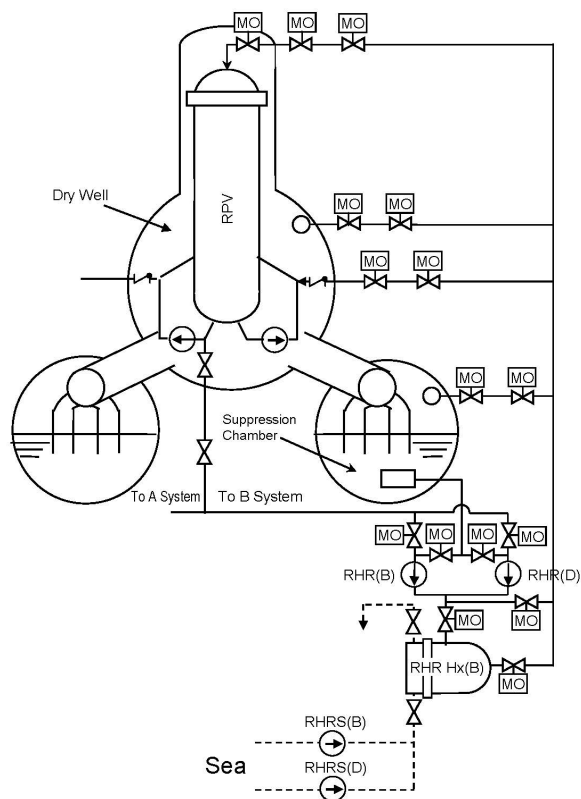 MO MO MO
Dry Well
RPV
MO MO
MO MO
MO MO
Suppression
Chamber
To A System To B System
MO MO MO MO
RHR(B) RHR(D)
MO MO
RHR Hx(B)
MO
RHRS(B)
Sea
RHRS(D)